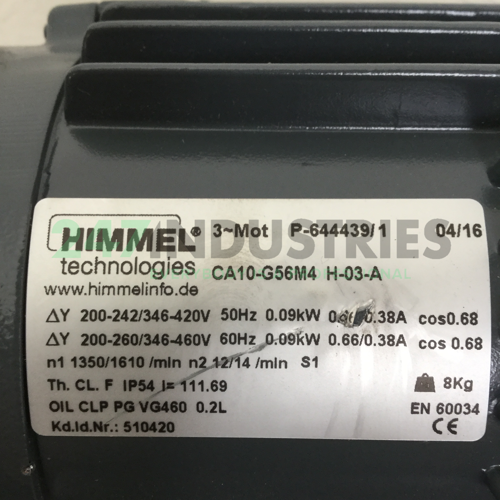 HIMMEL® 3~Mot P-644439/1 04/16
technologies CA10-G56M4 H-03-A
www.himmelinfo.de
ΔY 200-242/346-420V 50Hz 0.09kW /0.38A cos0.68
ΔY 200-260/346-460V 60Hz 0.09kW 0.66/0.38A cos 0.68
n1 1350/1610 /min n2 12/14 /min S1
Th. CL. F IP54 i= 111.69 8Kg
OIL CLP PG VG460 0.2L EN 60034
Kd.Id.Nr.: 510420 CE
247INDUSTRIES